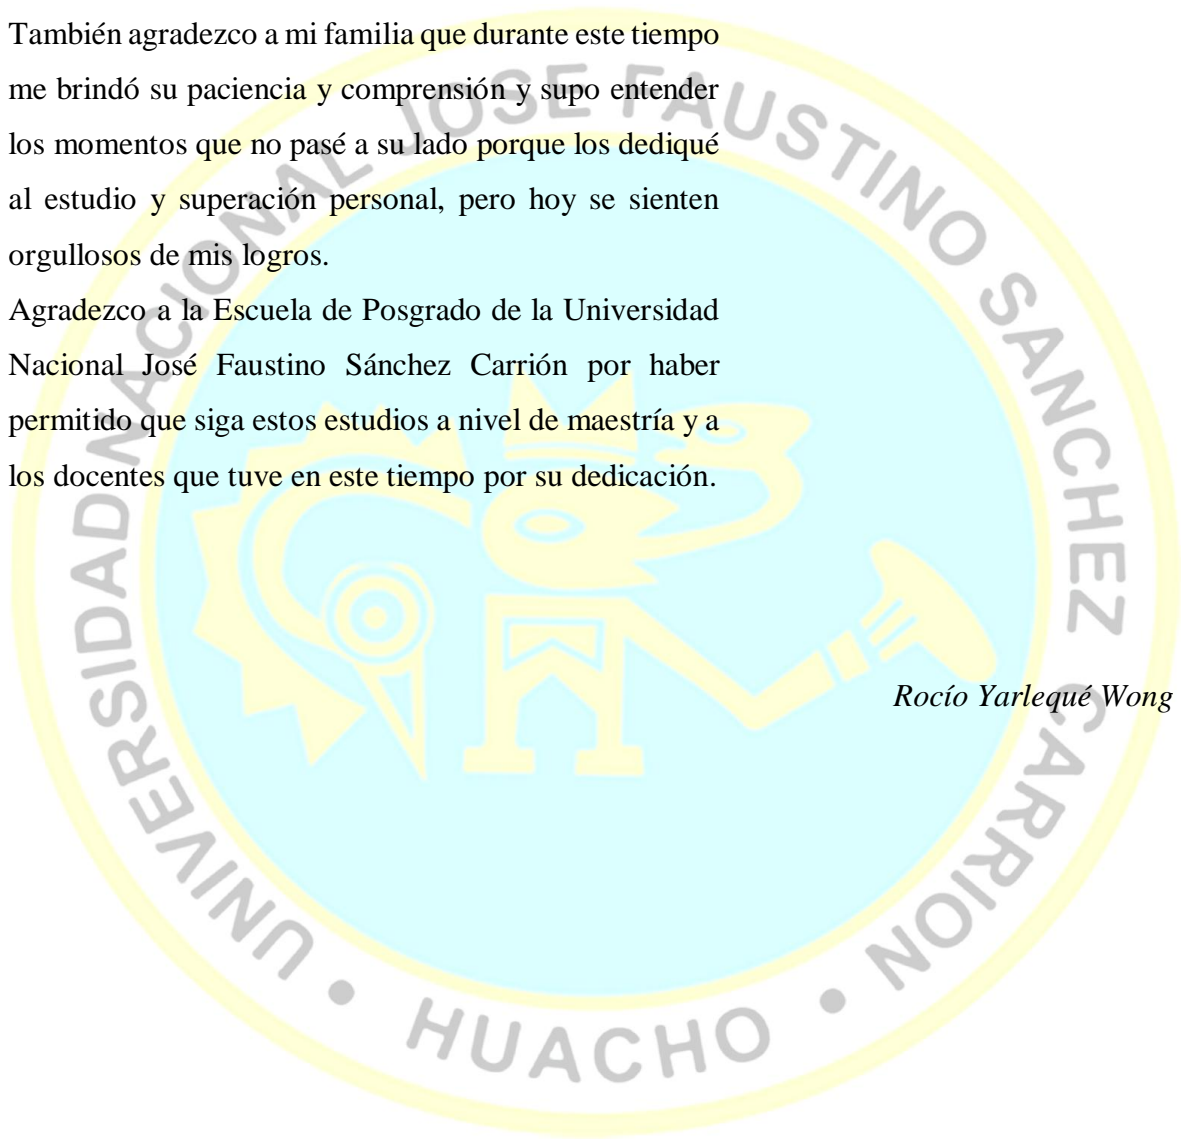 También agradezco a mi familia que durante este tiempo
me brindó su paciencia y comprensión y supo entender
los momentos que no pasé a su lado porque los dediqué
al estudio y superación personal, pero hoy se sienten
orgullosos de mis logros.
Agradezco a la Escuela de Posgrado de la Universidad
Nacional José Faustino Sánchez Carrión por haber
permitido que siga estos estudios a nivel de maestría y a
los docentes que tuve en este tiempo por su dedicación.
Rocío Yarlequé Wong
UNIVERSIDAD NACIONAL JOSE FAUSTINO SANCHEZ CARRION
• HUACHO •